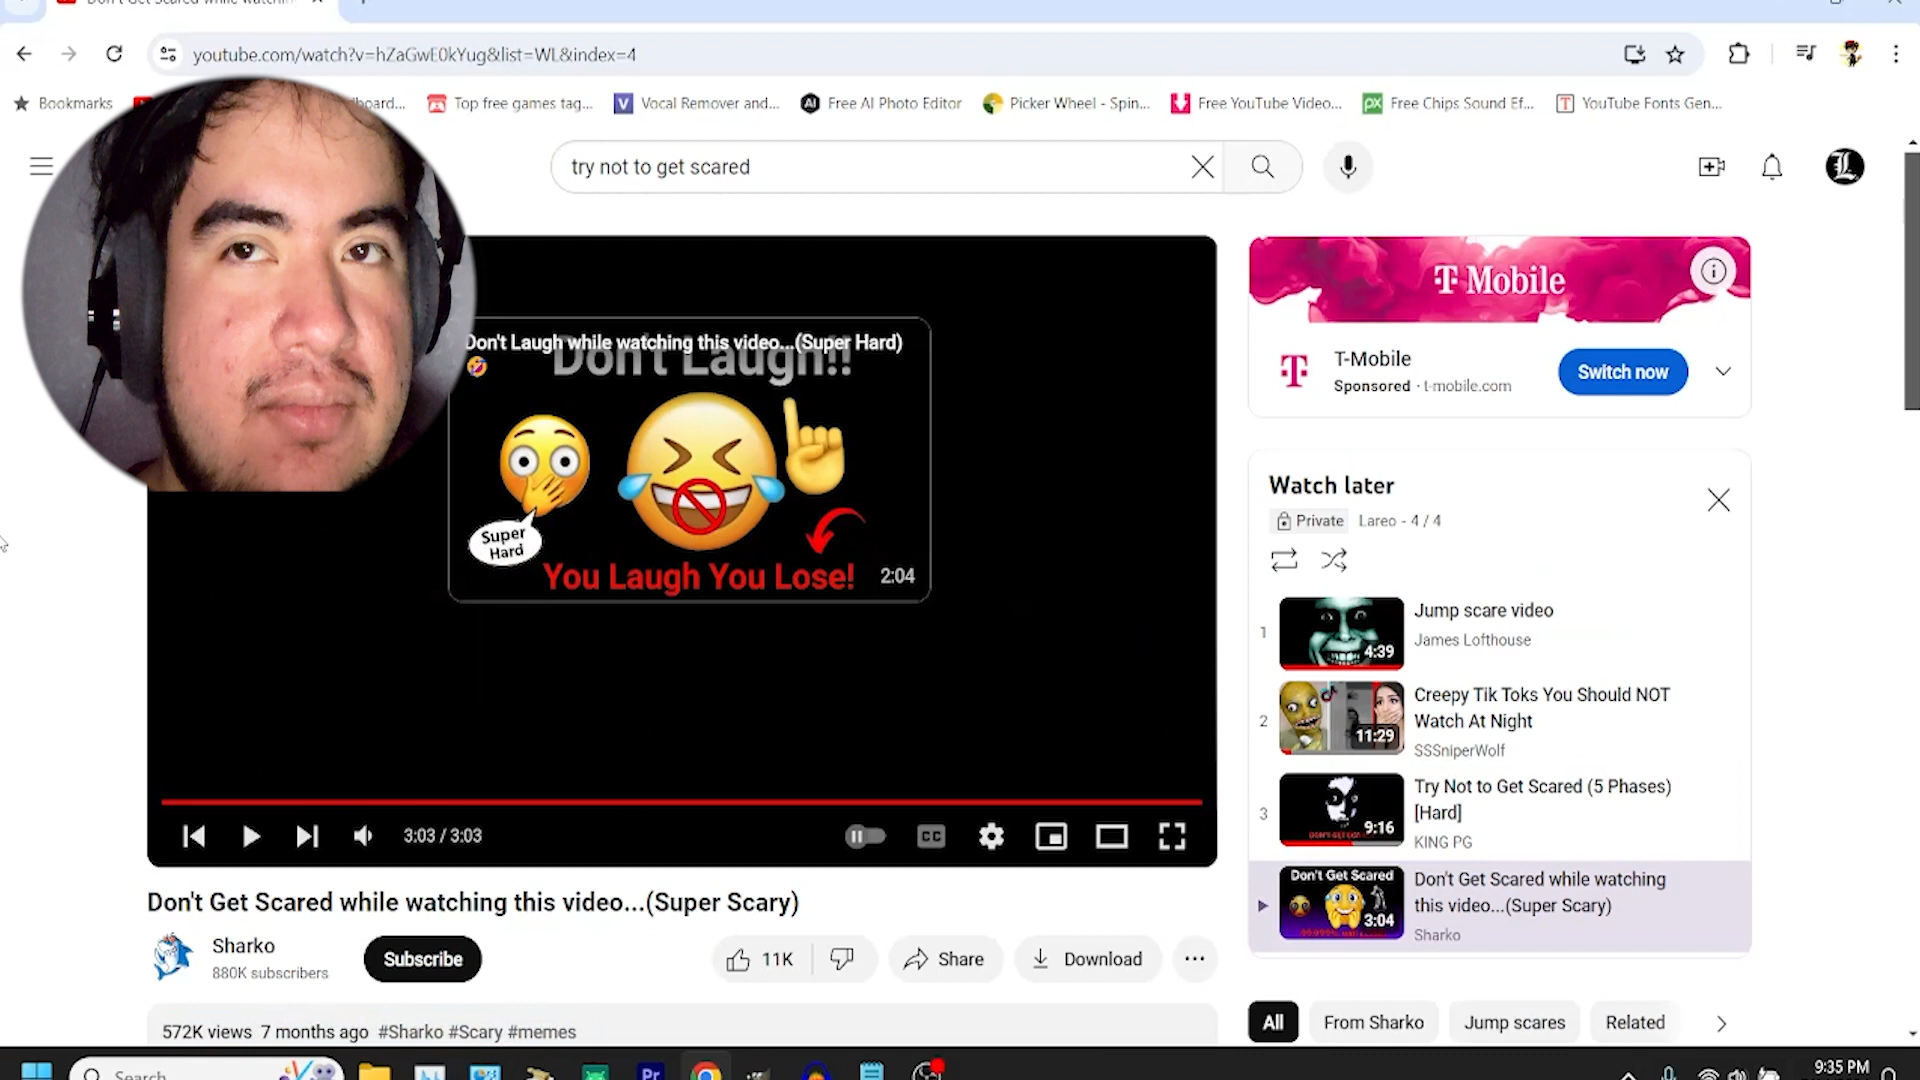 youtube.com/watch?v=hZaGwE0kYug&list=WL&index=4
Bookmarks
board...
Top free games tag...
Vocal Remover and...
Free AI Photo Editor
Picker Wheel - Spin...
Free YouTube Video...
Free Chips Sound Ef...
YouTube Fonts Gen...
try not to get scared
Don't Laugh while watching this video...(Super Hard)
Don't Laugh!!
Super
Hard
You Laugh You Lose!
2:04
3:03 / 3:03
CC
Don't Get Scared while watching this video...(Super Scary)
Sharko
880K subscribers
Subscribe
11K
Share
Download
572K views 7 months ago #Sharko #Scary #memes
T Mobile
T-Mobile
Sponsored · t-mobile.com
Switch now
Watch later
Private Lareo - 4 / 4
1
4:39
Jump scare video
James Lofthouse
2
11:29
Creepy Tik Toks You Should NOT
Watch At Night
SSSniperWolf
3
9:16
Try Not to Get Scared (5 Phases)
[Hard]
KING PG
Don't Get Scared
3:04
Don't Get Scared while watching
this video...(Super Scary)
Sharko
All
From Sharko
Jump scares
Related
Search
Pr
9:35 PM